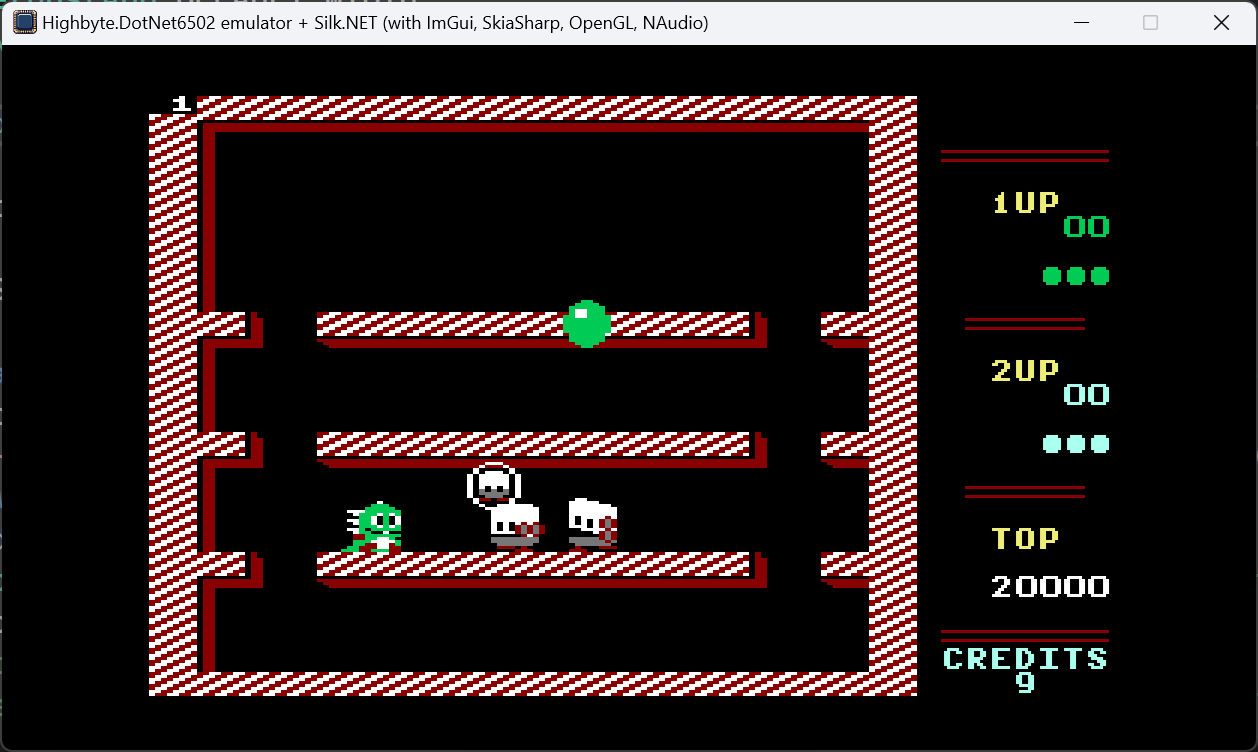 Highbyte.DotNet6502 emulator + Silk.NET (with ImGui, SkiaSharp, OpenGL, NAudio)
1
1UP
00
2UP
00
TOP
20000
CREDITS
9